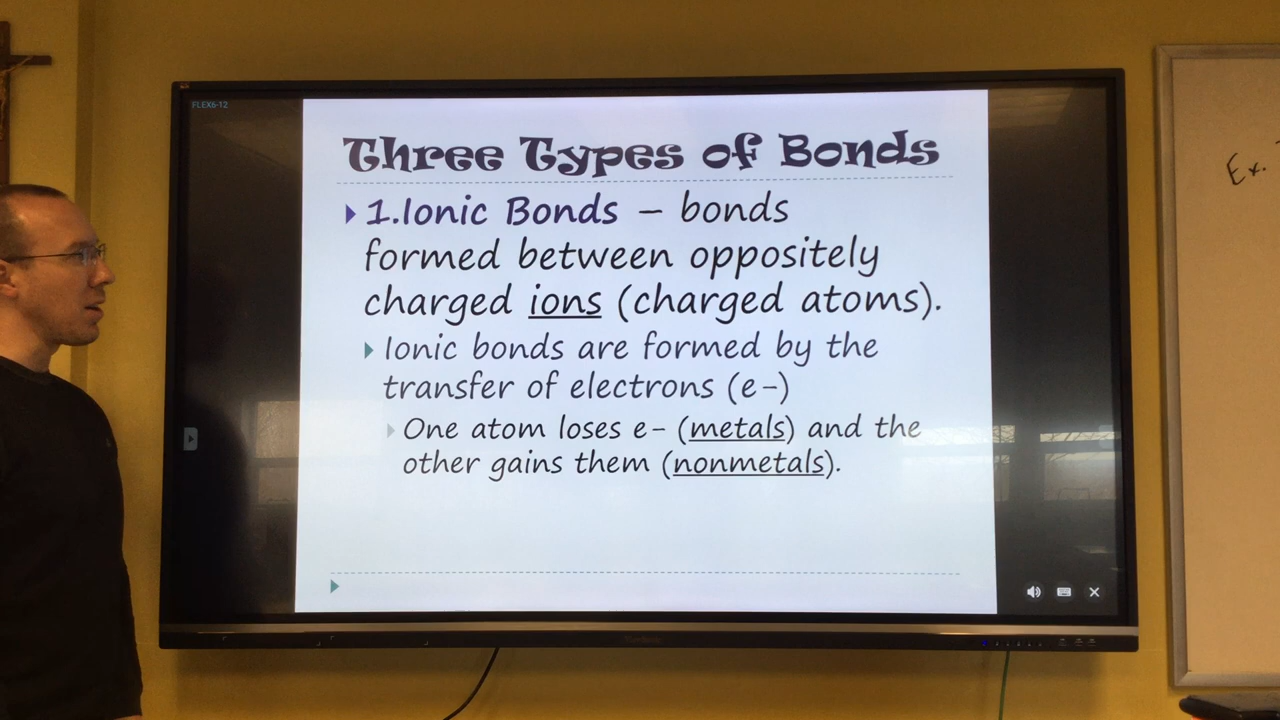 FLEX6-12
Three Types of Bonds
1.Ionic Bonds – bonds
formed between oppositely
charged ions (charged atoms).
Ionic bonds are formed by the
transfer of electrons (e-)
One atom loses e- (metals) and the
other gains them (nonmetals).
Ex.